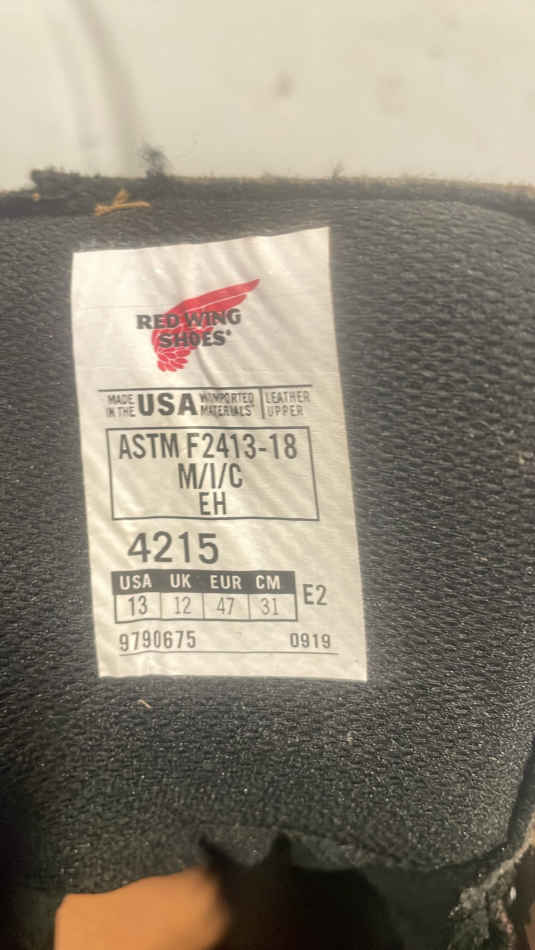 RED WING
SHOES®
MADE IN THE USA W/IMPORTED MATERIALS LEATHER UPPER
ASTM F2413-18
M/I/C
EH
4215
USA UK EUR CM
13 12 47 31 E2
9790675 0919